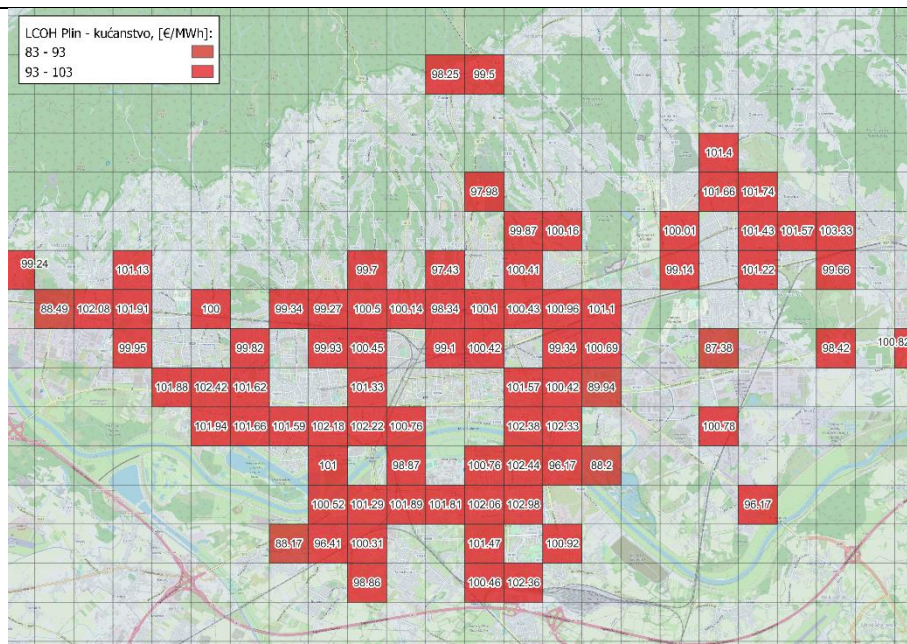 LCOH Plin - kućanstvo, [€/MWh]:
83 - 93
93 - 103
98.25 99.5
101.4
97.98 101.66 101.74
99.87 100.16 100.01 101.43 101.57 103.33
99.24 101.13 99.7 97.43 100.41 99.14 101.22 99.66
88.49 102.08 101.91 100 99.34 99.27 100.5 100.14 98.34 100.1 100.43 100.96 101.1
99.95 99.82 99.93 100.45 99.1 100.42 99.34 100.69 87.38 98.42 100.82
101.88 102.42 101.62 101.33 101.57 100.42 89.94
101.94 101.66 101.59 102.18 102.22 100.76 102.38 102.33 100.78
101 98.87 100.76 102.44 96.17 88.2
100.52 101.29 101.89 101.81 102.06 102.98 96.17
88.17 96.41 100.31 101.47 100.92
98.86 100.46 102.36